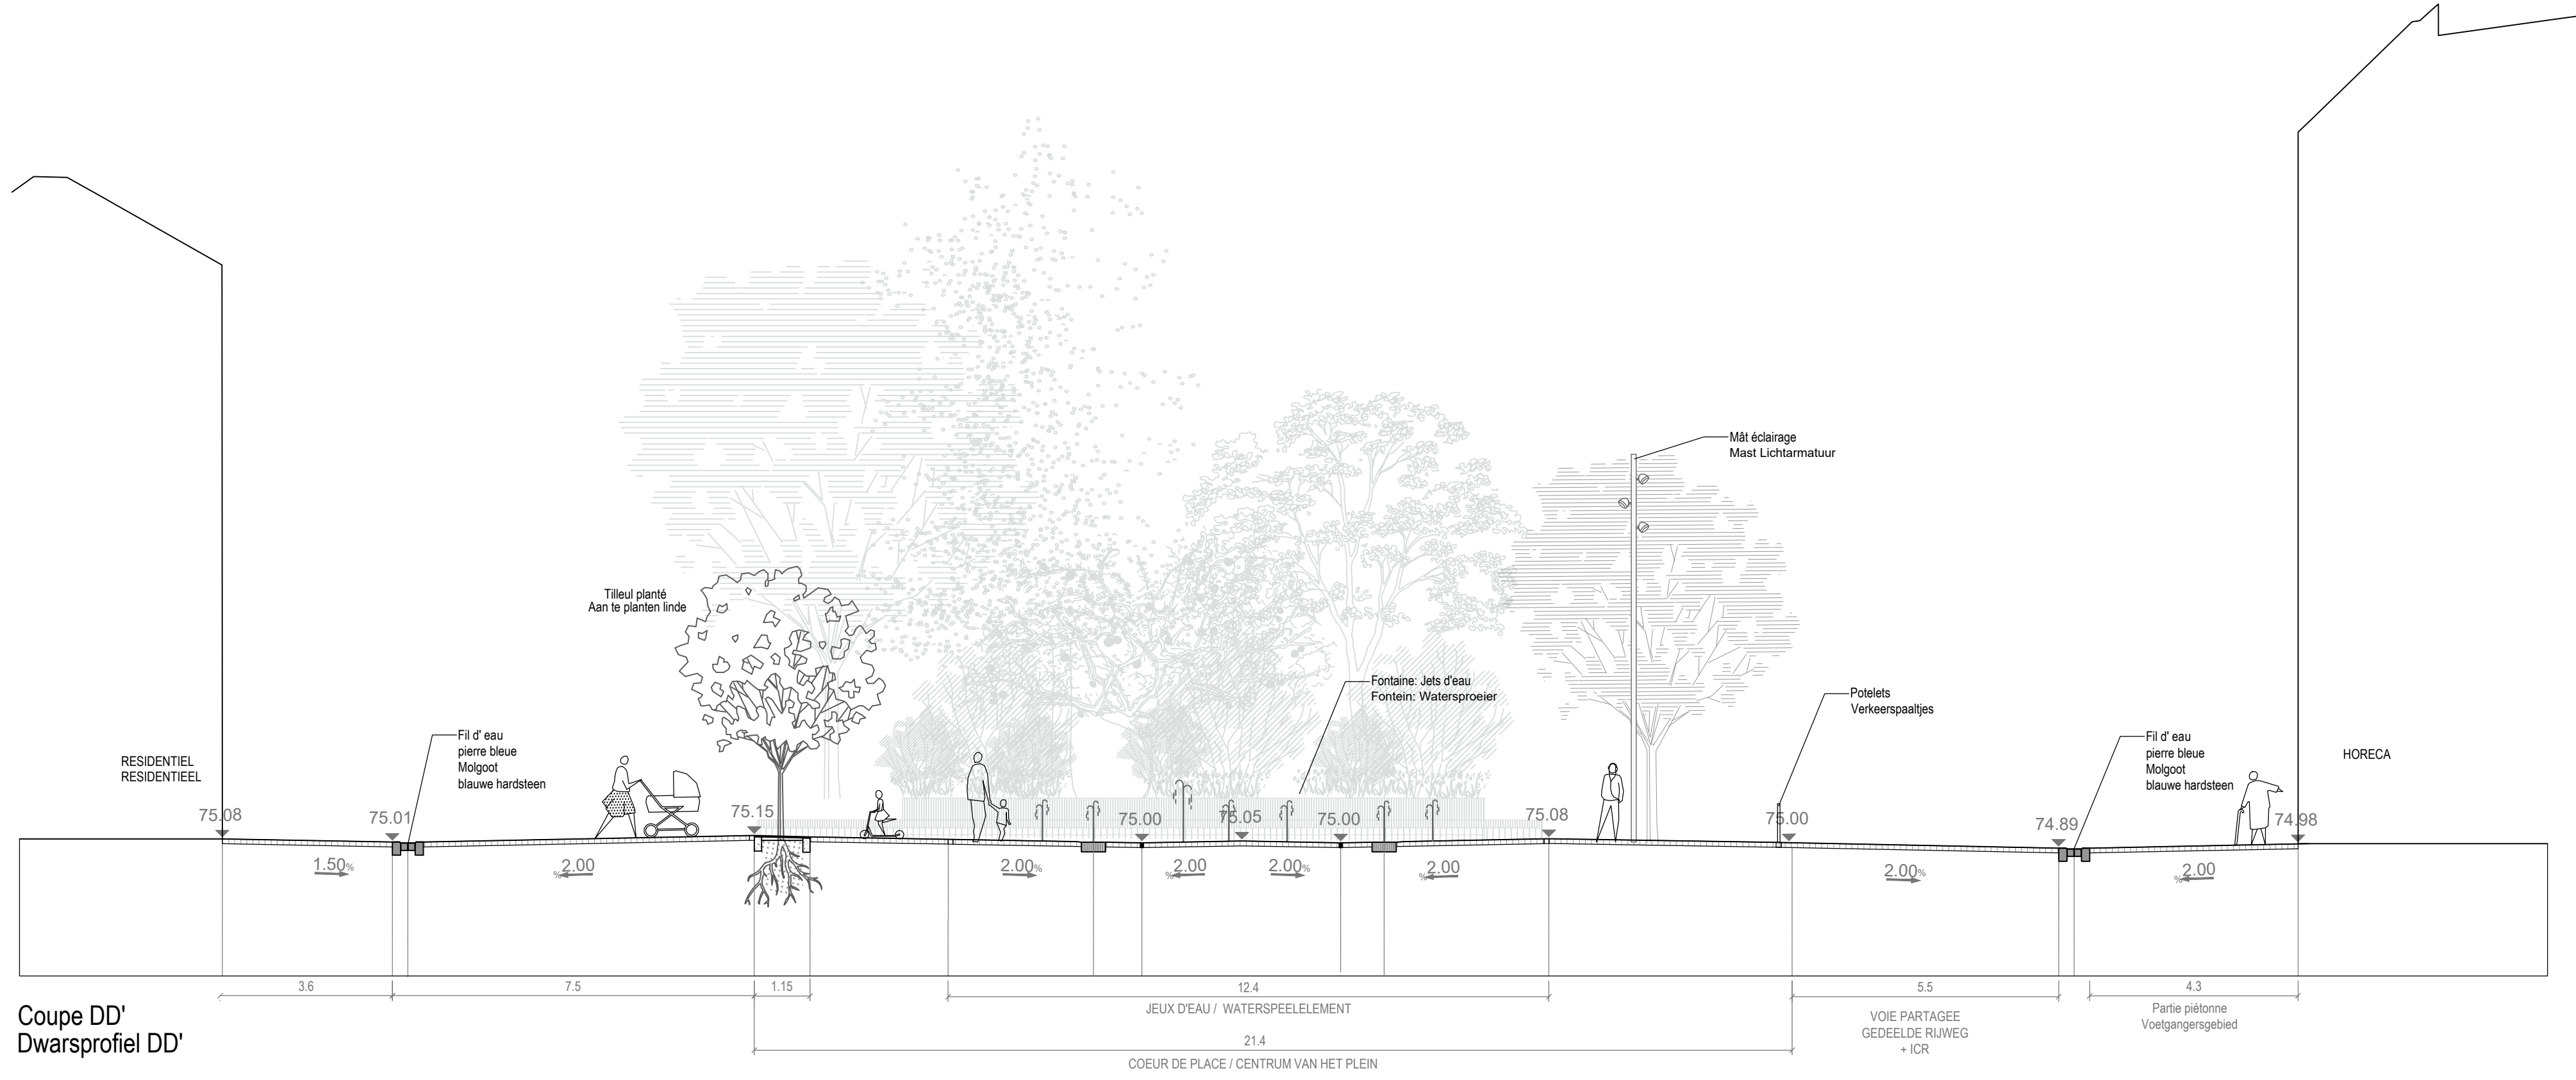 Mât éclairage
Mast Lichtarmatuur
Tilleul planté
Aan te planten linde
Fontaine: Jets d'eau
Fontein: Watersproeier
Potelets
Verkeerspaaltjes
Fil d' eau
pierre bleue
Molgoot
blauwe hardsteen
Fil d' eau
pierre bleue
Molgoot
blauwe hardsteen
RESIDENTIEL
RESIDENTIEEL
HORECA
75.08
75.01
75.15
75.00
75.05
75.00
75.08
75.00
74.89
74.98
1.50%
%2.00
2.00%
%2.00
2.00%
%2.00
2.00%
%2.00
3.6
7.5
1.15
12.4
5.5
4.3
JEUX D'EAU / WATERSPEELELEMENT
VOIE PARTAGEE
GEDEELDE RIJWEG
+ ICR
Partie piétonne
Voetgangersgebied
21.4
COEUR DE PLACE / CENTRUM VAN HET PLEIN
Coupe DD'
Dwarsprofiel DD'